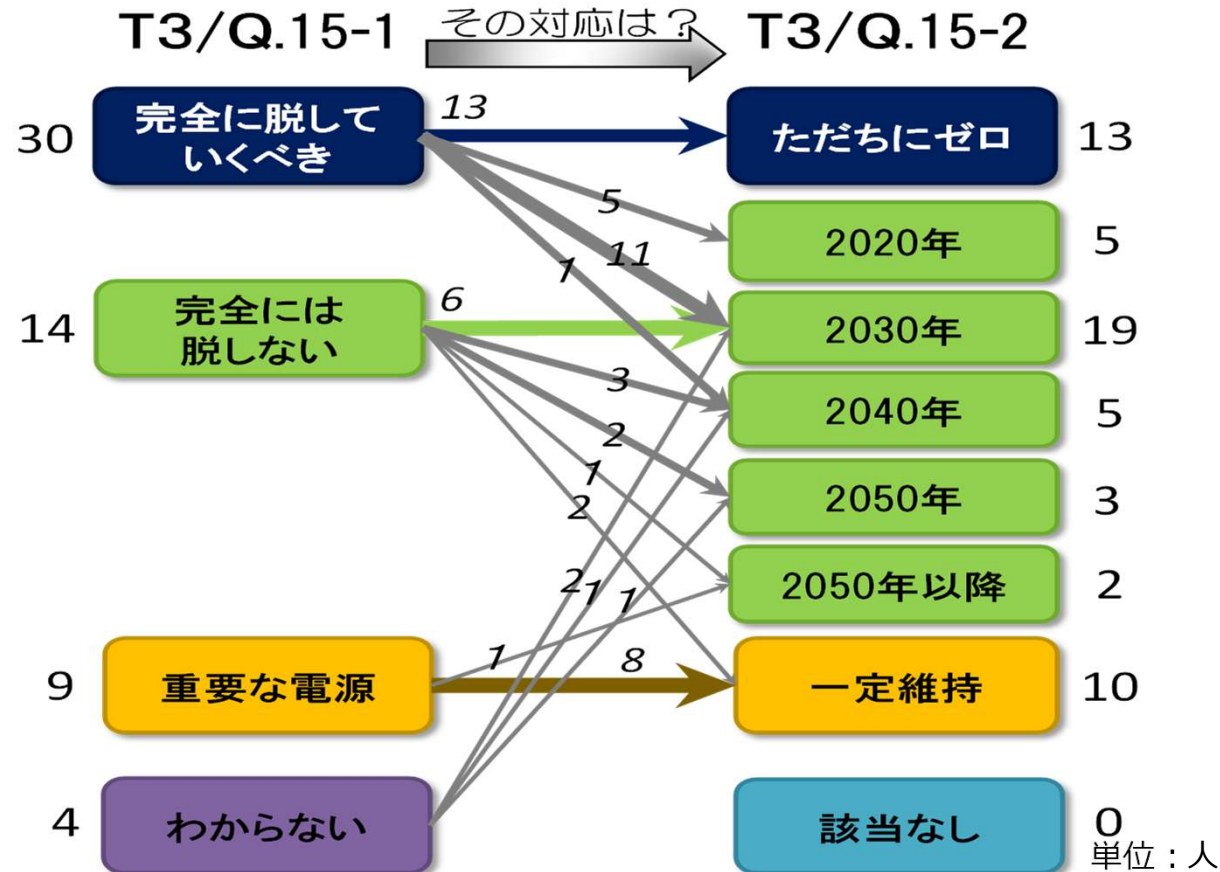 T3/Q.15-1
その対応は？
T3/Q.15-2
30
完全に脱して
いくべき
13
ただちにゼロ
13
5
2020年
5
11
1
14
完全には
脱しない
6
2030年
19
3
2040年
5
2
2050年
3
1
2
2050年以降
2
2
1
1
9
重要な電源
1
8
一定維持
10
4
わからない
該当なし
0
単位：人